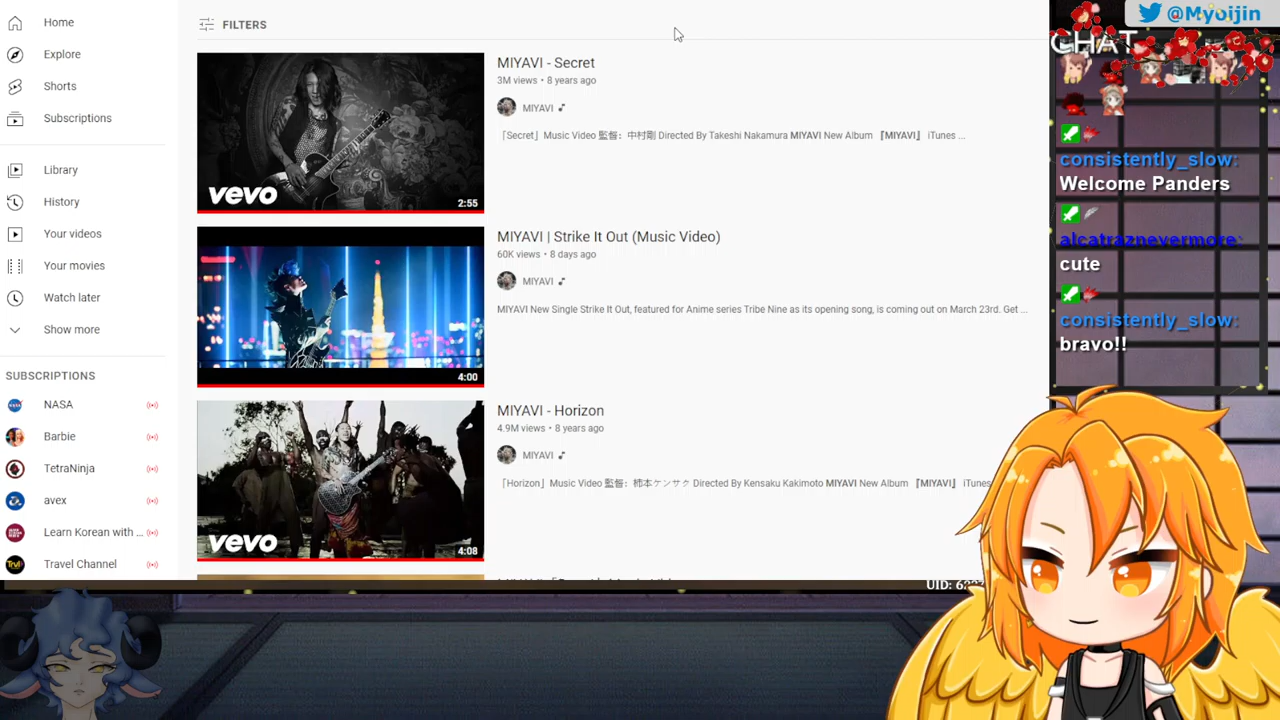 Home
Explore
Shorts
Subscriptions
Library
History
Your videos
Your movies
Watch later
Show more
SUBSCRIPTIONS
NASA
Barbie
TetraNinja
avex
Learn Korean with ...
Travel Channel
FILTERS
vevo
2:55
MIYAVI - Secret
3M views • 8 years ago
MIYAVI
「Secret」Music Video 監督: 中村剛 Directed By Takeshi Nakamura MIYAVI New Album 『MIYAVI』 iTunes ...
4:00
MIYAVI | Strike It Out (Music Video)
60K views • 8 days ago
MIYAVI
MIYAVI New Single Strike It Out, featured for Anime series Tribe Nine as its opening song, is coming out on March 23rd. Get ...
vevo
4:08
MIYAVI - Horizon
4.9M views • 8 years ago
MIYAVI
「Horizon」Music Video 監督: 柿本ケンサク Directed By Kensaku Kakimoto MIYAVI New Album 『MIYAVI』 iTunes
UID:
@Myoijin
CHAT
consistently_slow:
Welcome Panders
alcatraznevermore:
cute
consistently_slow:
bravo!!